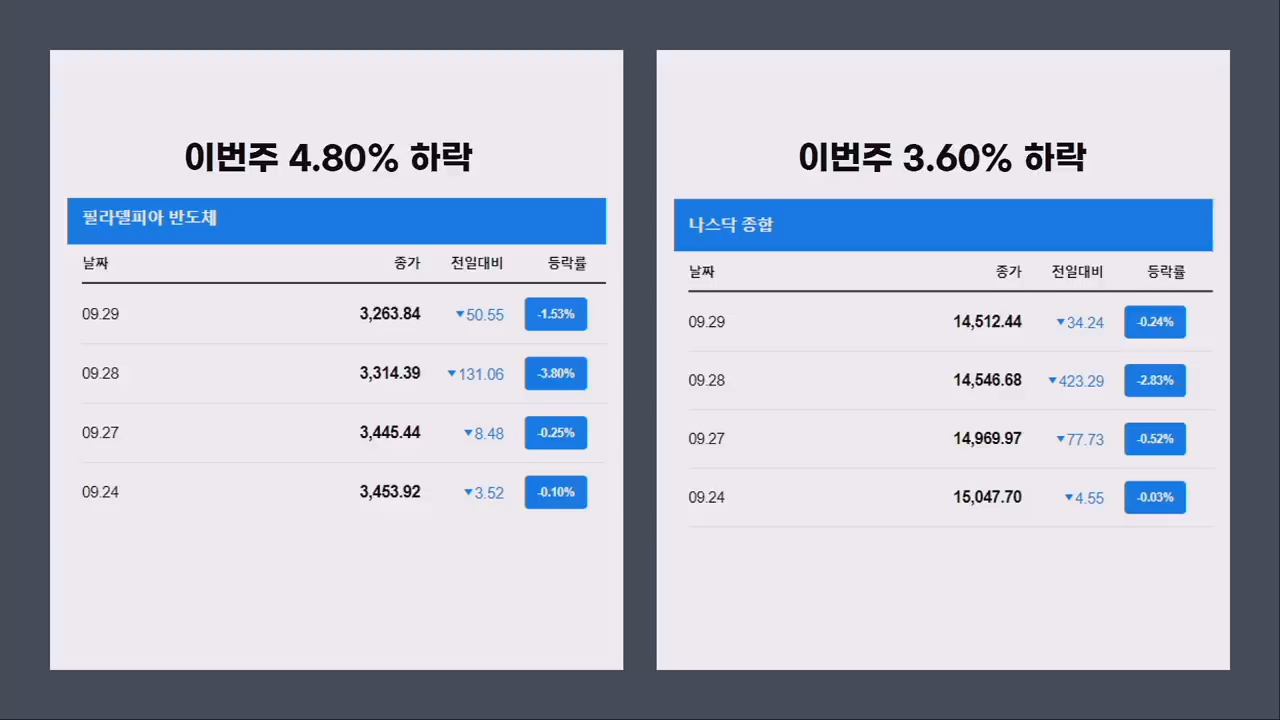 이번주 4.80% 하락
필라델피아 반도체
날짜 종가 전일대비 등락률
09.29 3,263.84 ▼50.55 -1.53%
09.28 3,314.39 ▼131.06 -3.80%
09.27 3,445.44 ▼8.48 -0.25%
09.24 3,453.92 ▼3.52 -0.10%
이번주 3.60% 하락
나스닥 종합
날짜 종가 전일대비 등락률
09.29 14,512.44 ▼34.24 -0.24%
09.28 14,546.68 ▼423.29 -2.83%
09.27 14,969.97 ▼77.73 -0.52%
09.24 15,047.70 ▼4.55 -0.03%